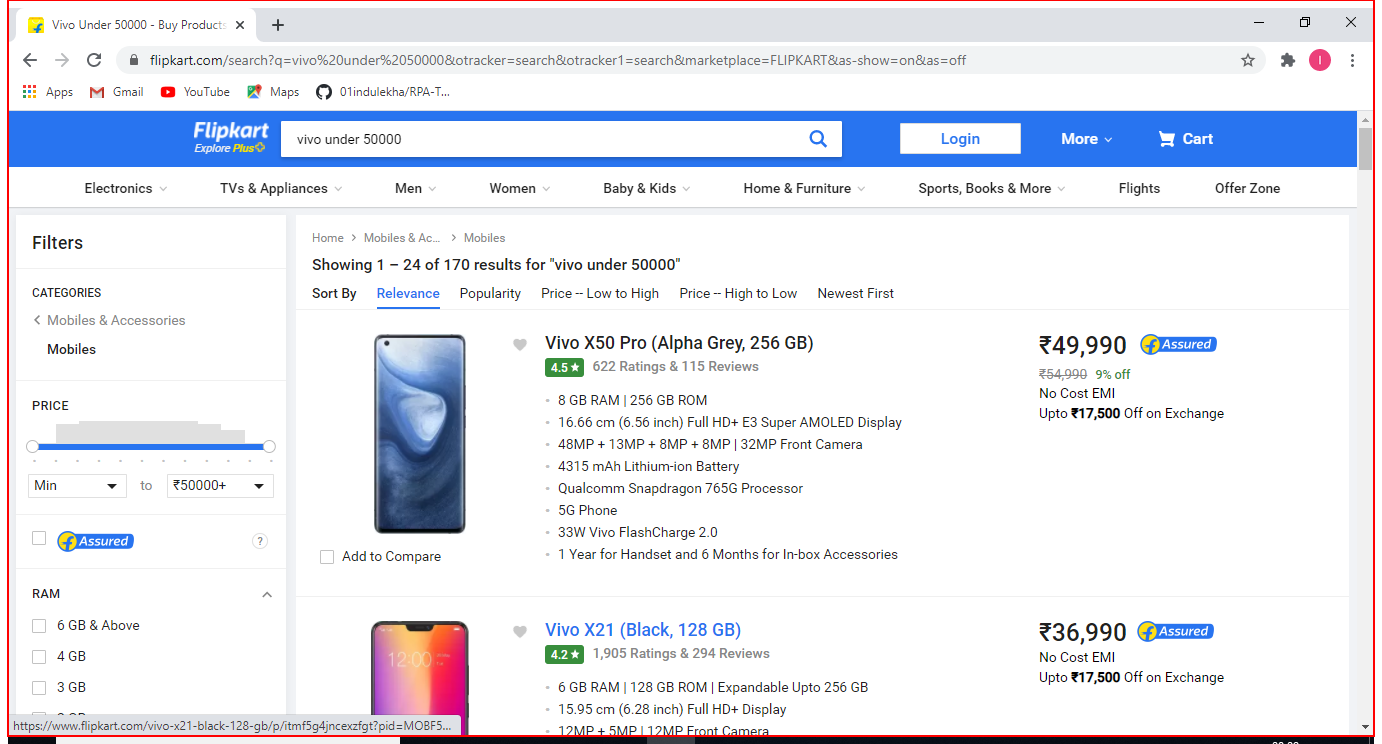 Vivo Under 50000 - Buy Products
flipkart.com/search?q=vivo%20under%2050000&otracker=search&otracker1=search&marketplace=FLIPKART&as-show=on&as=off
I
Apps Gmail YouTube Maps 01indulekha/RPA-T...
Flipkart
Explore Plus
vivo under 50000
Login More Cart
Electronics TVs & Appliances Men Women Baby & Kids Home & Furniture Sports, Books & More Flights Offer Zone
Filters
CATEGORIES
Mobiles & Accessories
Mobiles
PRICE
Min to ₹50000+
Assured ?
RAM
6 GB & Above
4 GB
3 GB
Home > Mobiles & Ac... > Mobiles
Showing 1 – 24 of 170 results for "vivo under 50000"
Sort By Relevance Popularity Price -- Low to High Price -- High to Low Newest First
Vivo X50 Pro (Alpha Grey, 256 GB)
4.5★ 622 Ratings & 115 Reviews
8 GB RAM | 256 GB ROM
16.66 cm (6.56 inch) Full HD+ E3 Super AMOLED Display
48MP + 13MP + 8MP + 8MP | 32MP Front Camera
4315 mAh Lithium-ion Battery
Qualcomm Snapdragon 765G Processor
5G Phone
33W Vivo FlashCharge 2.0
1 Year for Handset and 6 Months for In-box Accessories
₹49,990 Assured
₹54,990 9% off
No Cost EMI
Upto ₹17,500 Off on Exchange
Add to Compare
12:00
Vivo X21 (Black, 128 GB)
4.2★ 1,905 Ratings & 294 Reviews
6 GB RAM | 128 GB ROM | Expandable Upto 256 GB
15.95 cm (6.28 inch) Full HD+ Display
12MP + 5MP | 12MP Front Camera
₹36,990 Assured
No Cost EMI
Upto ₹17,500 Off on Exchange
https://www.flipkart.com/vivo-x21-black-128-gb/p/itmf5g4jncexzfgt?pid=MOBF5...